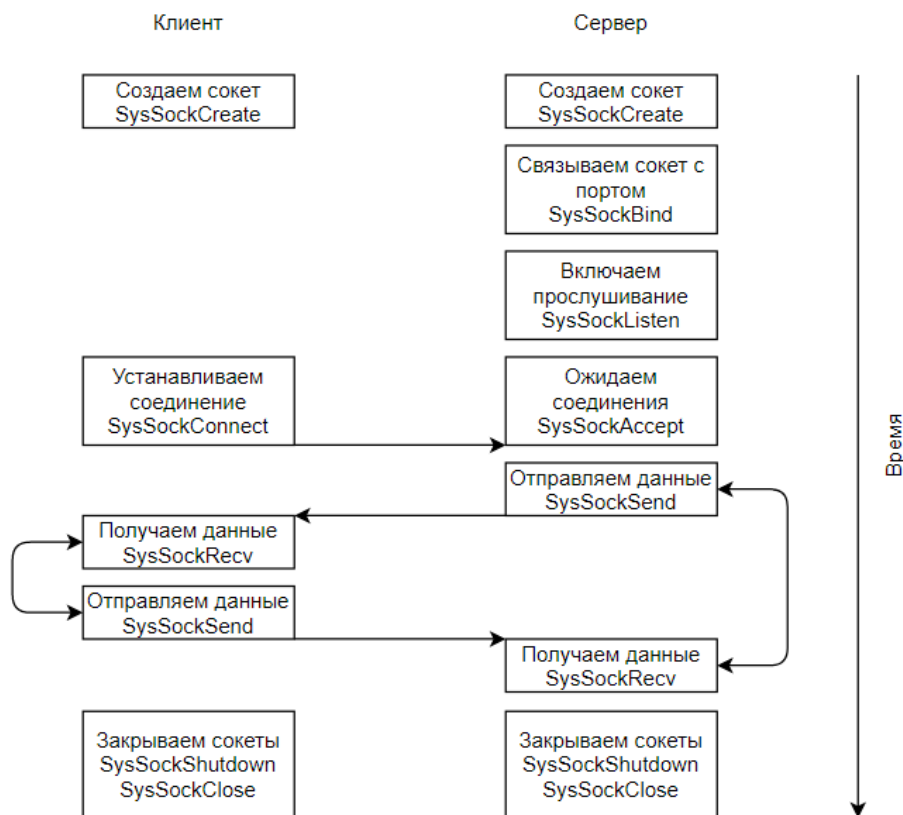 Клиент
Сервер
Создаем сокет
SysSockCreate
Создаем сокет
SysSockCreate
Связываем сокет с
портом
SysSockBind
Включаем
прослушивание
SysSockListen
Устанавливаем
соединение
SysSockConnect
Ожидаем
соединения
SysSockAccept
Время
Отправляем данные
SysSockSend
Получаем данные
SysSockRecv
Отправляем данные
SysSockSend
Получаем данные
SysSockRecv
Закрываем сокеты
SysSockShutdown
SysSockClose
Закрываем сокеты
SysSockShutdown
SysSockClose